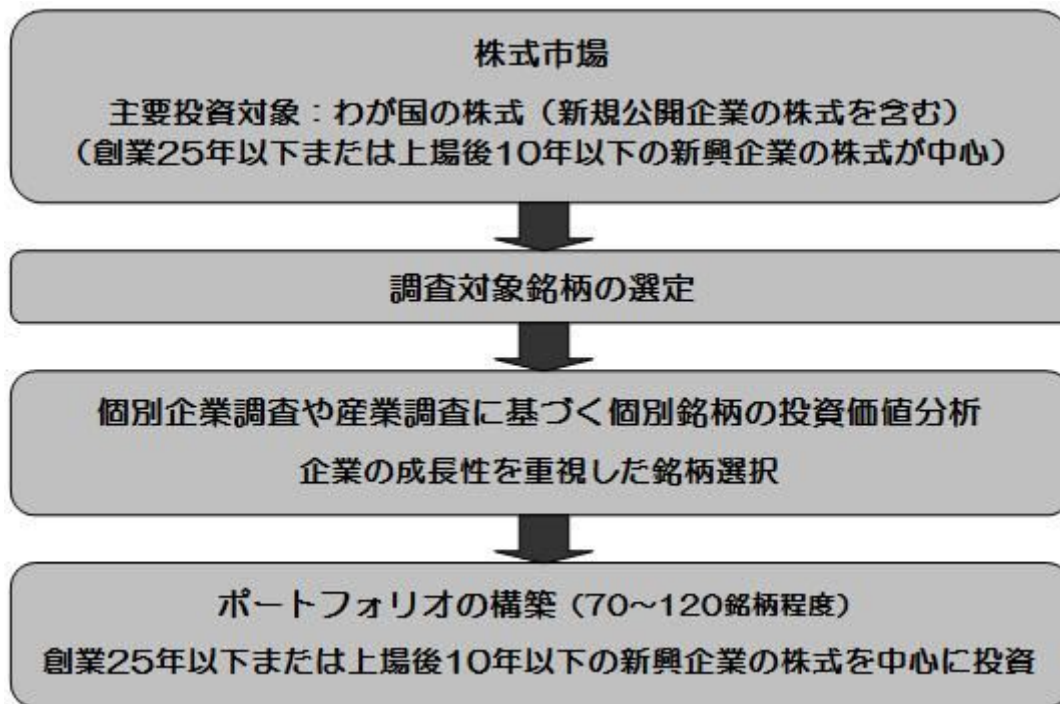 株式市場
主要投資対象：わが国の株式（新規公開企業の株式を含む）
（創業25年以下または上場後10年以下の新興企業の株式が中心）
調査対象銘柄の選定
個別企業調査や産業調査に基づく個別銘柄の投資価値分析
企業の成長性を重視した銘柄選択
ポートフォリオの構築（70～120銘柄程度）
創業25年以下または上場後10年以下の新興企業の株式を中心に投資